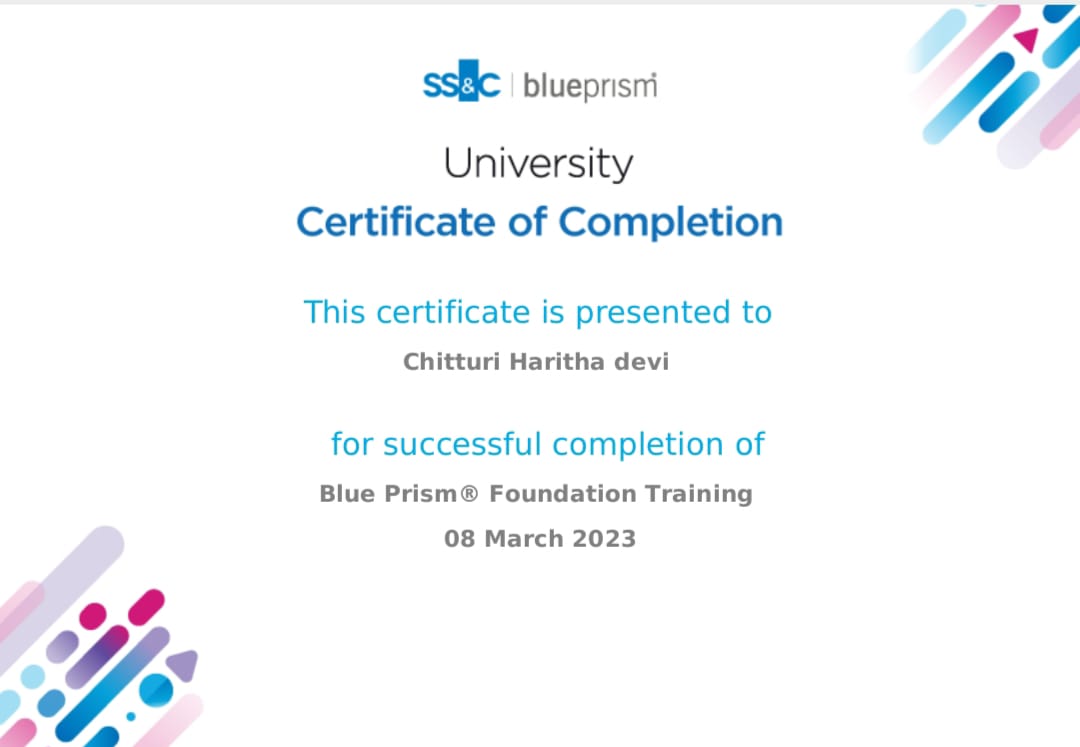 SS&C | blueprism
University
Certificate of Completion
This certificate is presented to
Chitturi Haritha devi
for successful completion of
Blue Prism® Foundation Training
08 March 2023